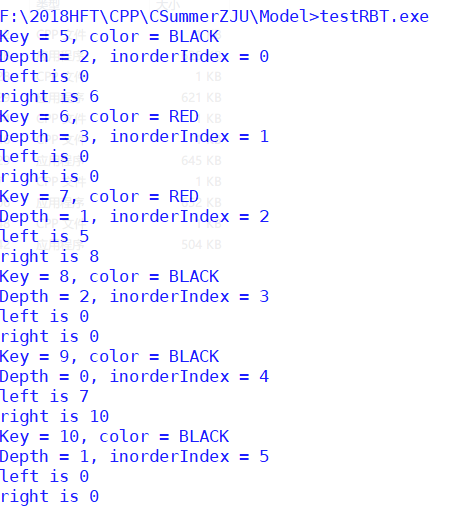 F:\2018HFT\CPP\CSummerZJU\Model>testRBT.exe
Key = 5, color = BLACK
Depth = 2, inorderIndex = 0
left is 0
right is 6
Key = 6, color = RED
Depth = 3, inorderIndex = 1
left is 0
right is 0
Key = 7, color = RED
Depth = 1, inorderIndex = 2
left is 5
right is 8
Key = 8, color = BLACK
Depth = 2, inorderIndex = 3
left is 0
right is 0
Key = 9, color = BLACK
Depth = 0, inorderIndex = 4
left is 7
right is 10
Key = 10, color = BLACK
Depth = 1, inorderIndex = 5
left is 0
right is 0